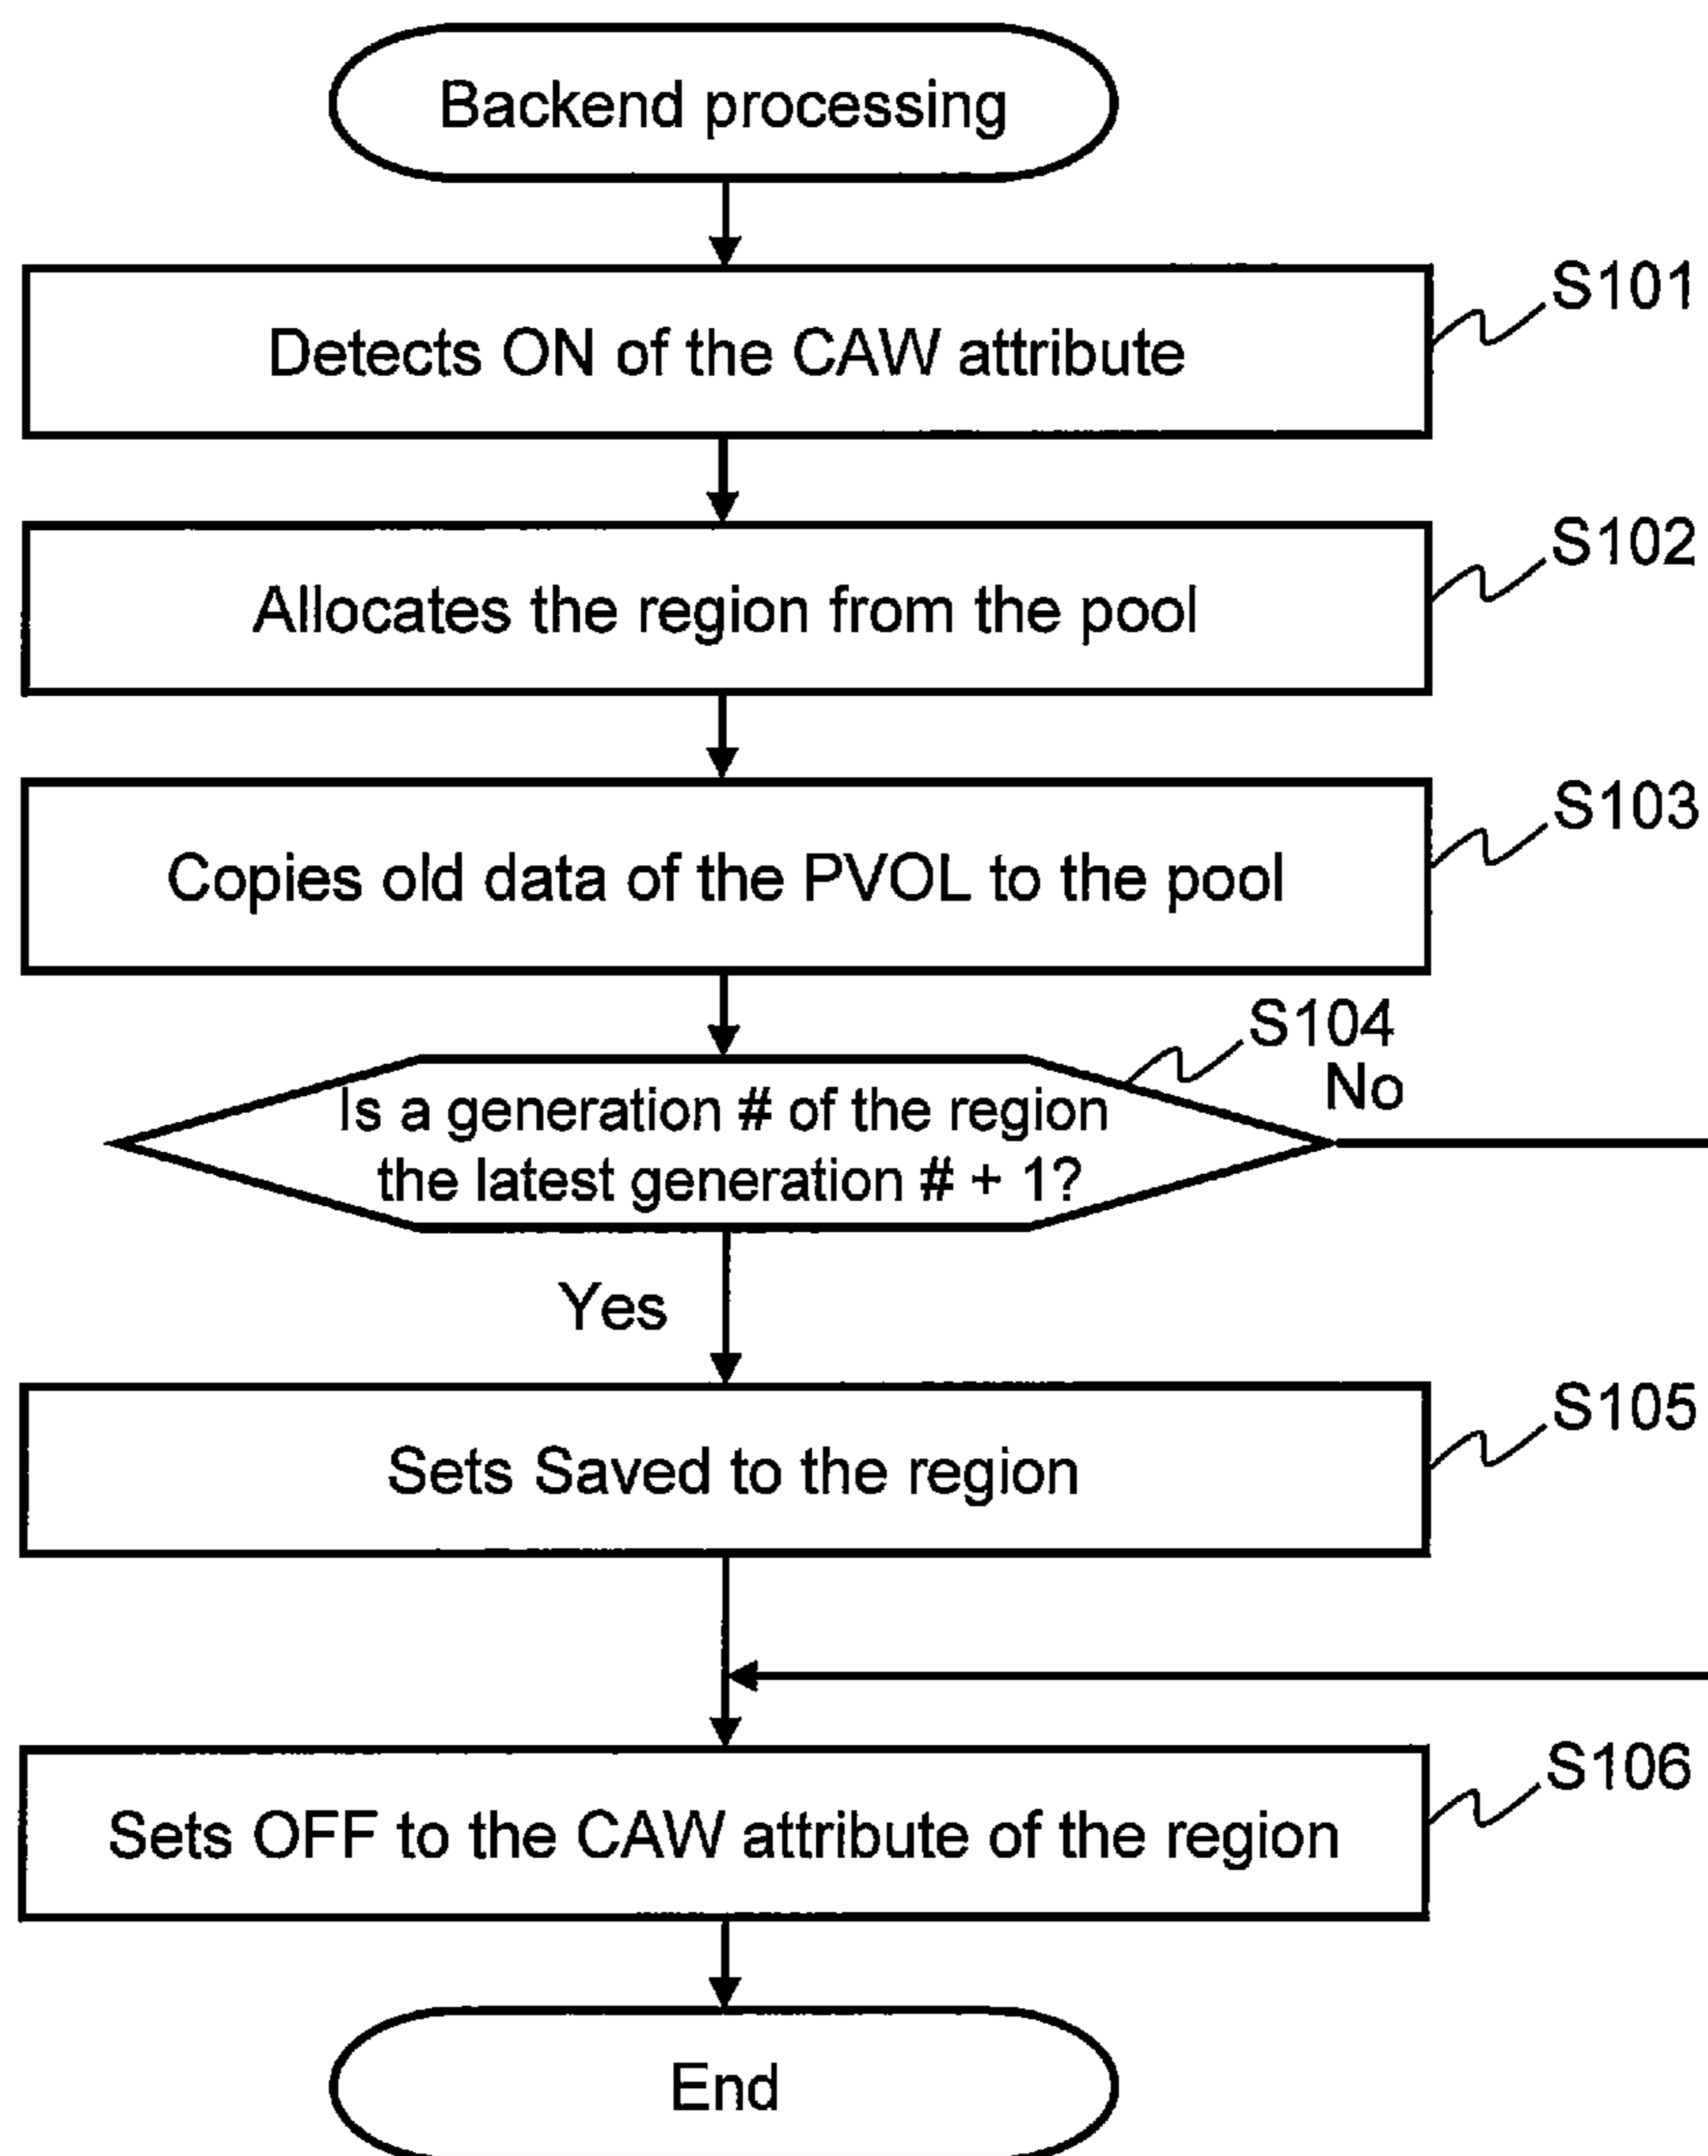 Backend processing
S101
Detects ON of the CAW attribute
S102
Allocates the region from the pool
S103
Copies old data of the PVOL to the pool
S104
No
Is a generation # of the region
the latest generation # + 1?
Yes
S105
Sets Saved to the region
S106
Sets OFF to the CAW attribute of the region
End